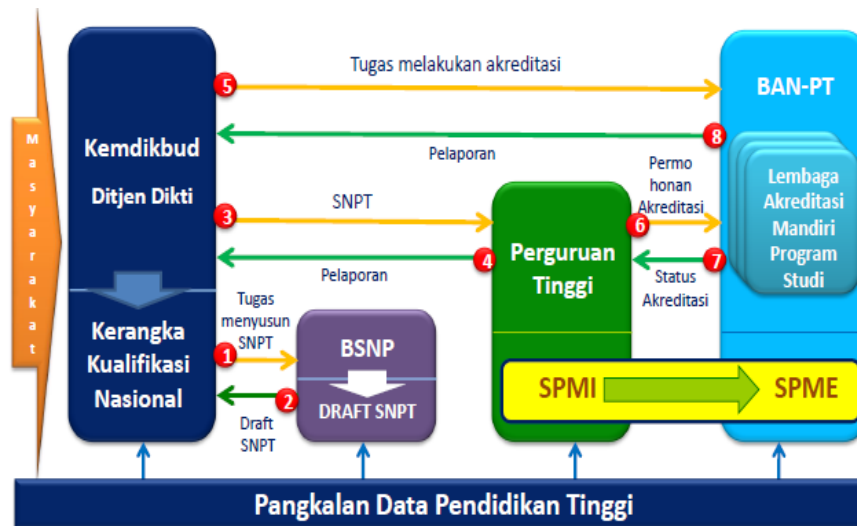 Masyarakat
Kemdikbud
Ditjen Dikti
Kerangka
Kualifikasi
Nasional
5
Tugas melakukan akreditasi
8
Pelaporan
3
SNPT
4
Pelaporan
Tugas
menyusun
SNPT
1
2
Draft
SNPT
BSNP
DRAFT SNPT
Perguruan
Tinggi
Permo
honan
Akreditasi
6
7
Status
Akreditasi
BAN-PT
Lembaga
Akreditasi
Mandiri
Program
Studi
SPMI
SPME
Pangkalan Data Pendidikan Tinggi